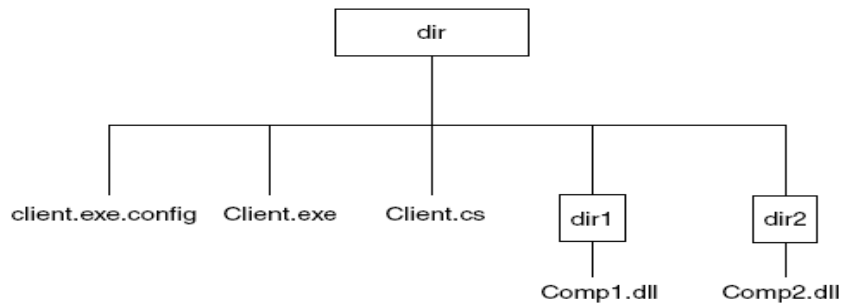 dir
client.exe.config Client.exe Client.cs dir1 dir2
Comp1.dll Comp2.dll